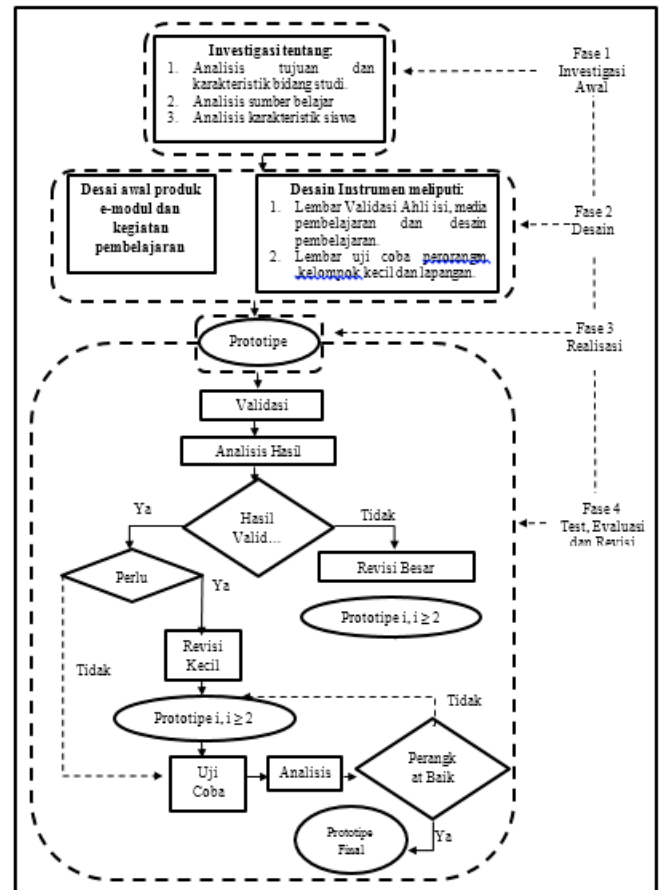 Investigasi tentang:
1. Analisis tujuan dan
karakteristik bidang studi.
2. Analisis sumber belajar
3. Analisis karakteristik siswa
Fase 1
Investigasi
Awal
Desai awal produk
e-modul dan
kegiatan
pembelajaran
Desain Instrumen meliputi:
1. Lembar Validasi Ahli isi, media
pembelajaran dan desain
pembelajaran.
2. Lembar uji coba perorangan,
kelompok kecil dan lapangan.
Fase 2
Desain
Fase 3
Realisasi
Prototipe
Validasi
Analisis Hasil
Hasil
Valid...
Ya
Tidak
Fase 4
Test, Evaluasi
dan Revisi
Perlu
Ya
Revisi Besar
Prototipe i, i ≥ 2
Revisi
Kecil
Tidak
Prototipe i, i ≥ 2
Tidak
Uji
Coba
Analisis
Perangk
at Baik
Ya
Prototipe
Final